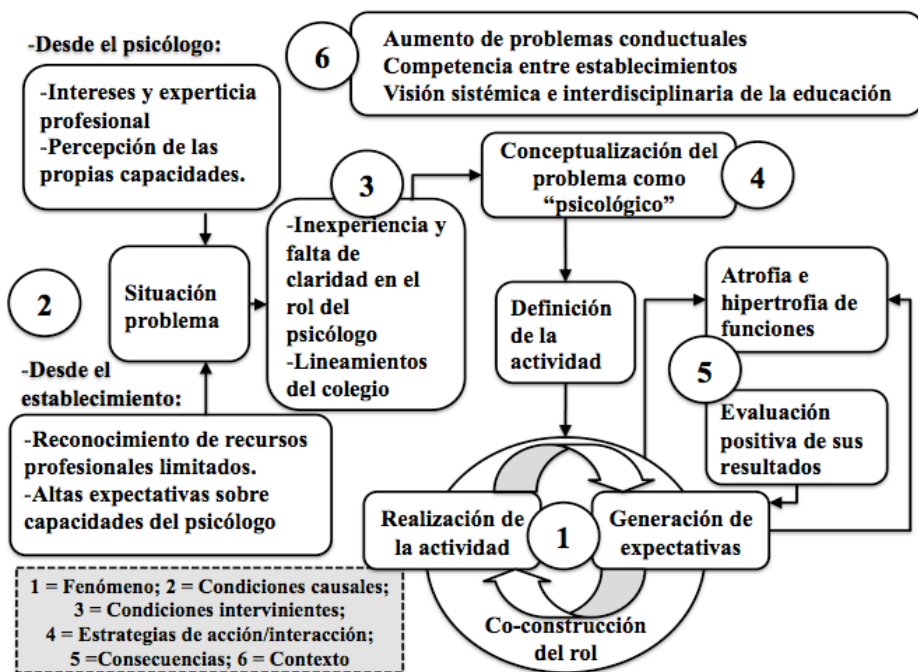 -Desde el psicólogo:
-Intereses y experticia
profesional
-Percepción de las
propias capacidades.
6
Aumento de problemas conductuales
Competencia entre establecimientos
Visión sistémica e interdisciplinaria de la educación
2
Situación
problema
-Desde el
establecimiento:
-Reconocimiento de recursos
profesionales limitados.
-Altas expectativas sobre
capacidades del psicólogo
3
-Inexperiencia y
falta de
claridad en el
rol del
psicólogo
-Lineamientos
del colegio
Conceptualización del
problema como
“psicológico”
4
Definición
de la
actividad
Atrofia e
hipertrofia de
funciones
5
Evaluación
positiva de sus
resultados
Realización de
la actividad
1
Generación de
expectativas
Co-construcción
del rol
1 = Fenómeno; 2 = Condiciones causales;
3 = Condiciones intervinientes;
4 = Estrategias de acción/interacción;
5 =Consecuencias; 6 = Contexto